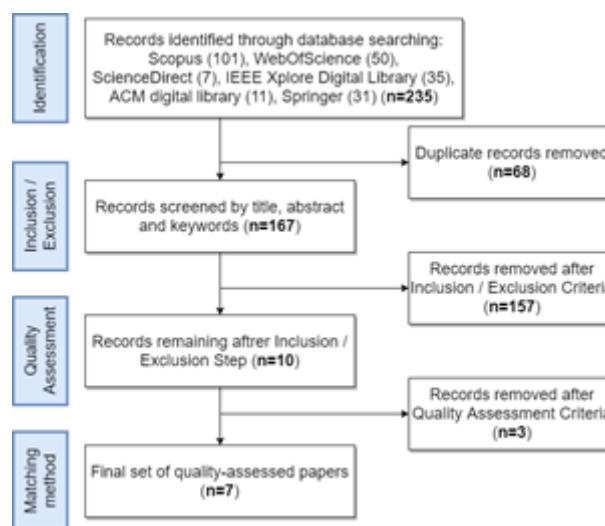 Identification
Records identified through database searching:
Scopus (101), WebOfScience (50),
ScienceDirect (7), IEEE Xplore Digital Library (35),
ACM digital library (11), Springer (31) (n=235)
Duplicate records removed
(n=68)
Inclusion /
Exclusion
Records screened by title, abstract
and keywords (n=167)
Records removed after
Inclusion / Exclusion Criteria
(n=157)
Quality
Assessment
Records remaining aftrer Inclusion /
Exclusion Step (n=10)
Records removed after
Quality Assessment Criteria
(n=3)
Matching
method
Final set of quality-assessed papers
(n=7)